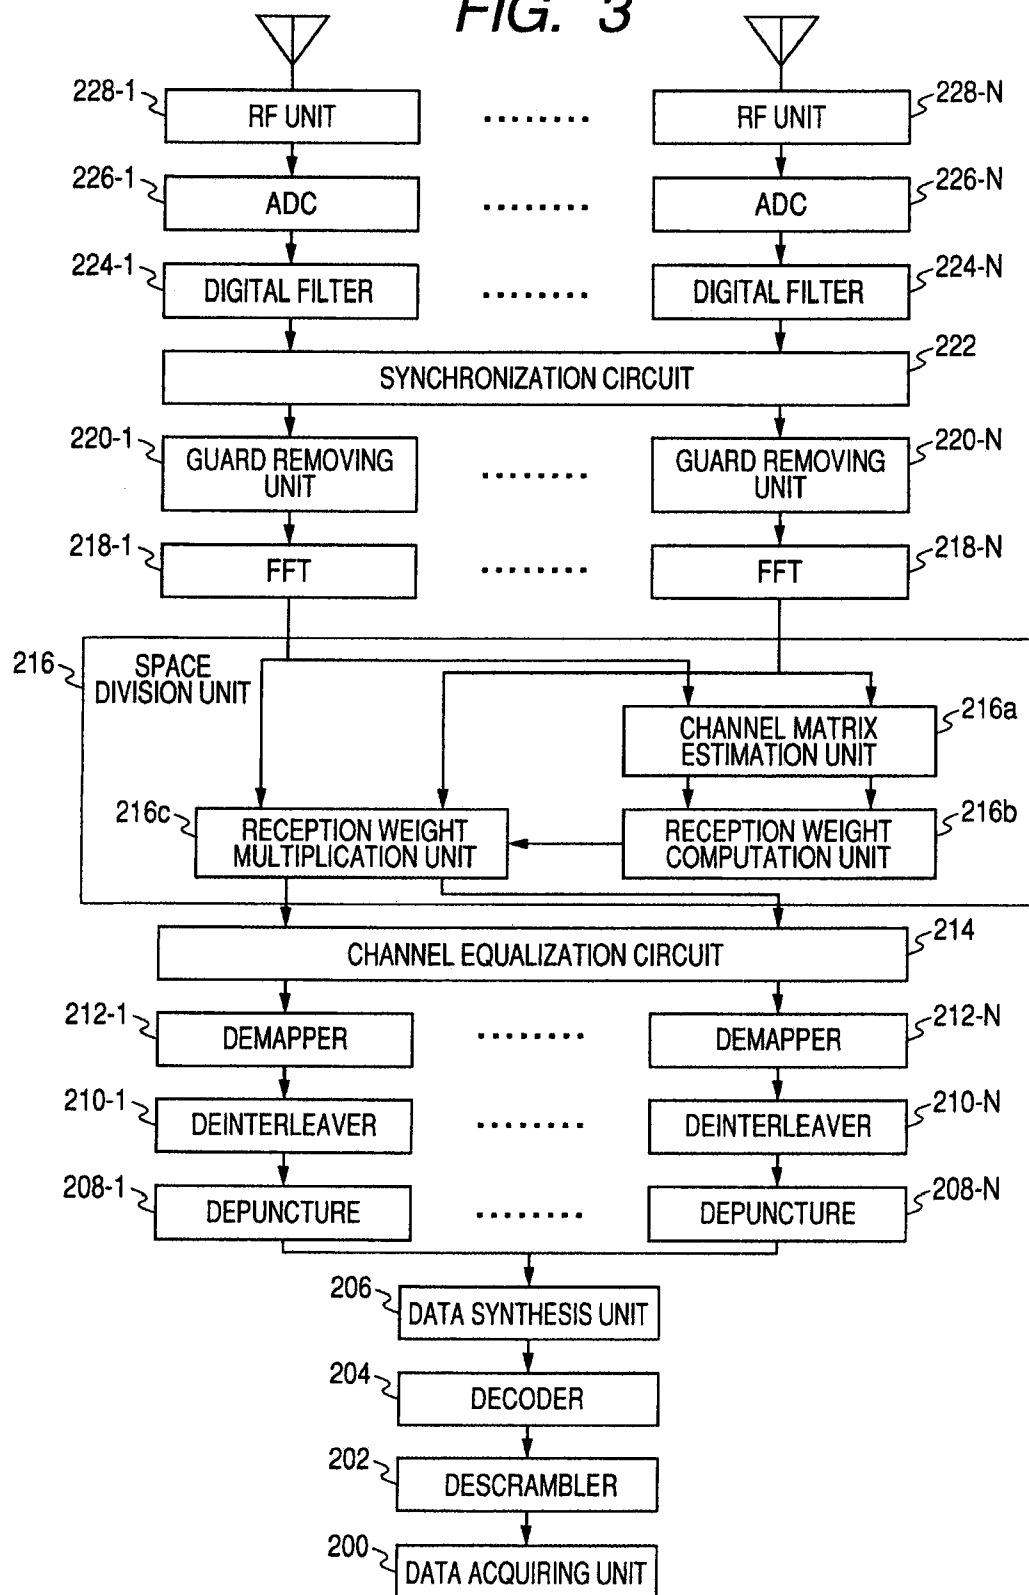 FIG. 3
228-1
RF UNIT
RF UNIT
228-N
226-1
ADC
ADC
226-N
224-1
DIGITAL FILTER
DIGITAL FILTER
224-N
222
SYNCHRONIZATION CIRCUIT
220-1
GUARD REMOVING
UNIT
GUARD REMOVING
UNIT
220-N
218-1
FFT
FFT
218-N
216
SPACE
DIVISION UNIT
216a
CHANNEL MATRIX
ESTIMATION UNIT
216c
RECEPTION WEIGHT
MULTIPLICATION UNIT
RECEPTION WEIGHT
COMPUTATION UNIT
216b
214
CHANNEL EQUALIZATION CIRCUIT
212-1
DEMAPPER
DEMAPPER
212-N
210-1
DEINTERLEAVER
DEINTERLEAVER
210-N
208-1
DEPUNCTURE
DEPUNCTURE
208-N
206
DATA SYNTHESIS UNIT
204
DECODER
202
DESCRAMBLER
200
DATA ACQUIRING UNIT